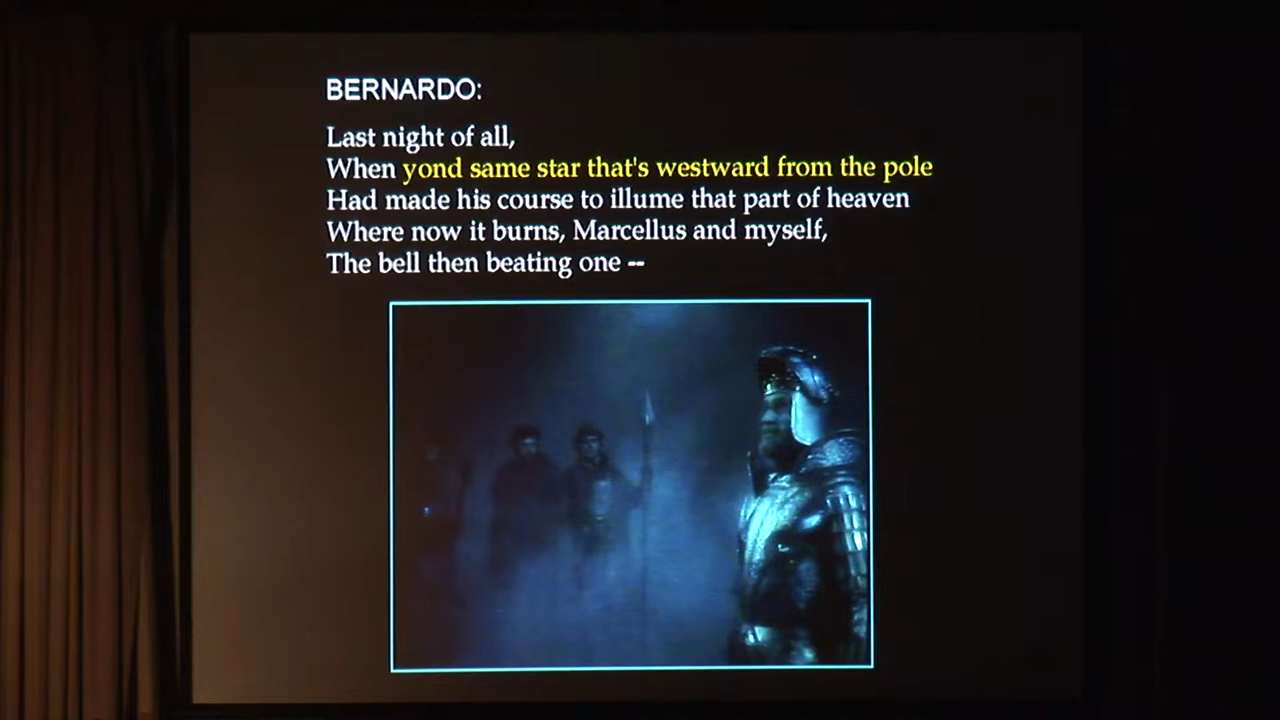 BERNARDO:
Last night of all,
When yond same star that's westward from the pole
Had made his course to illume that part of heaven
Where now it burns, Marcellus and myself,
The bell then beating one --